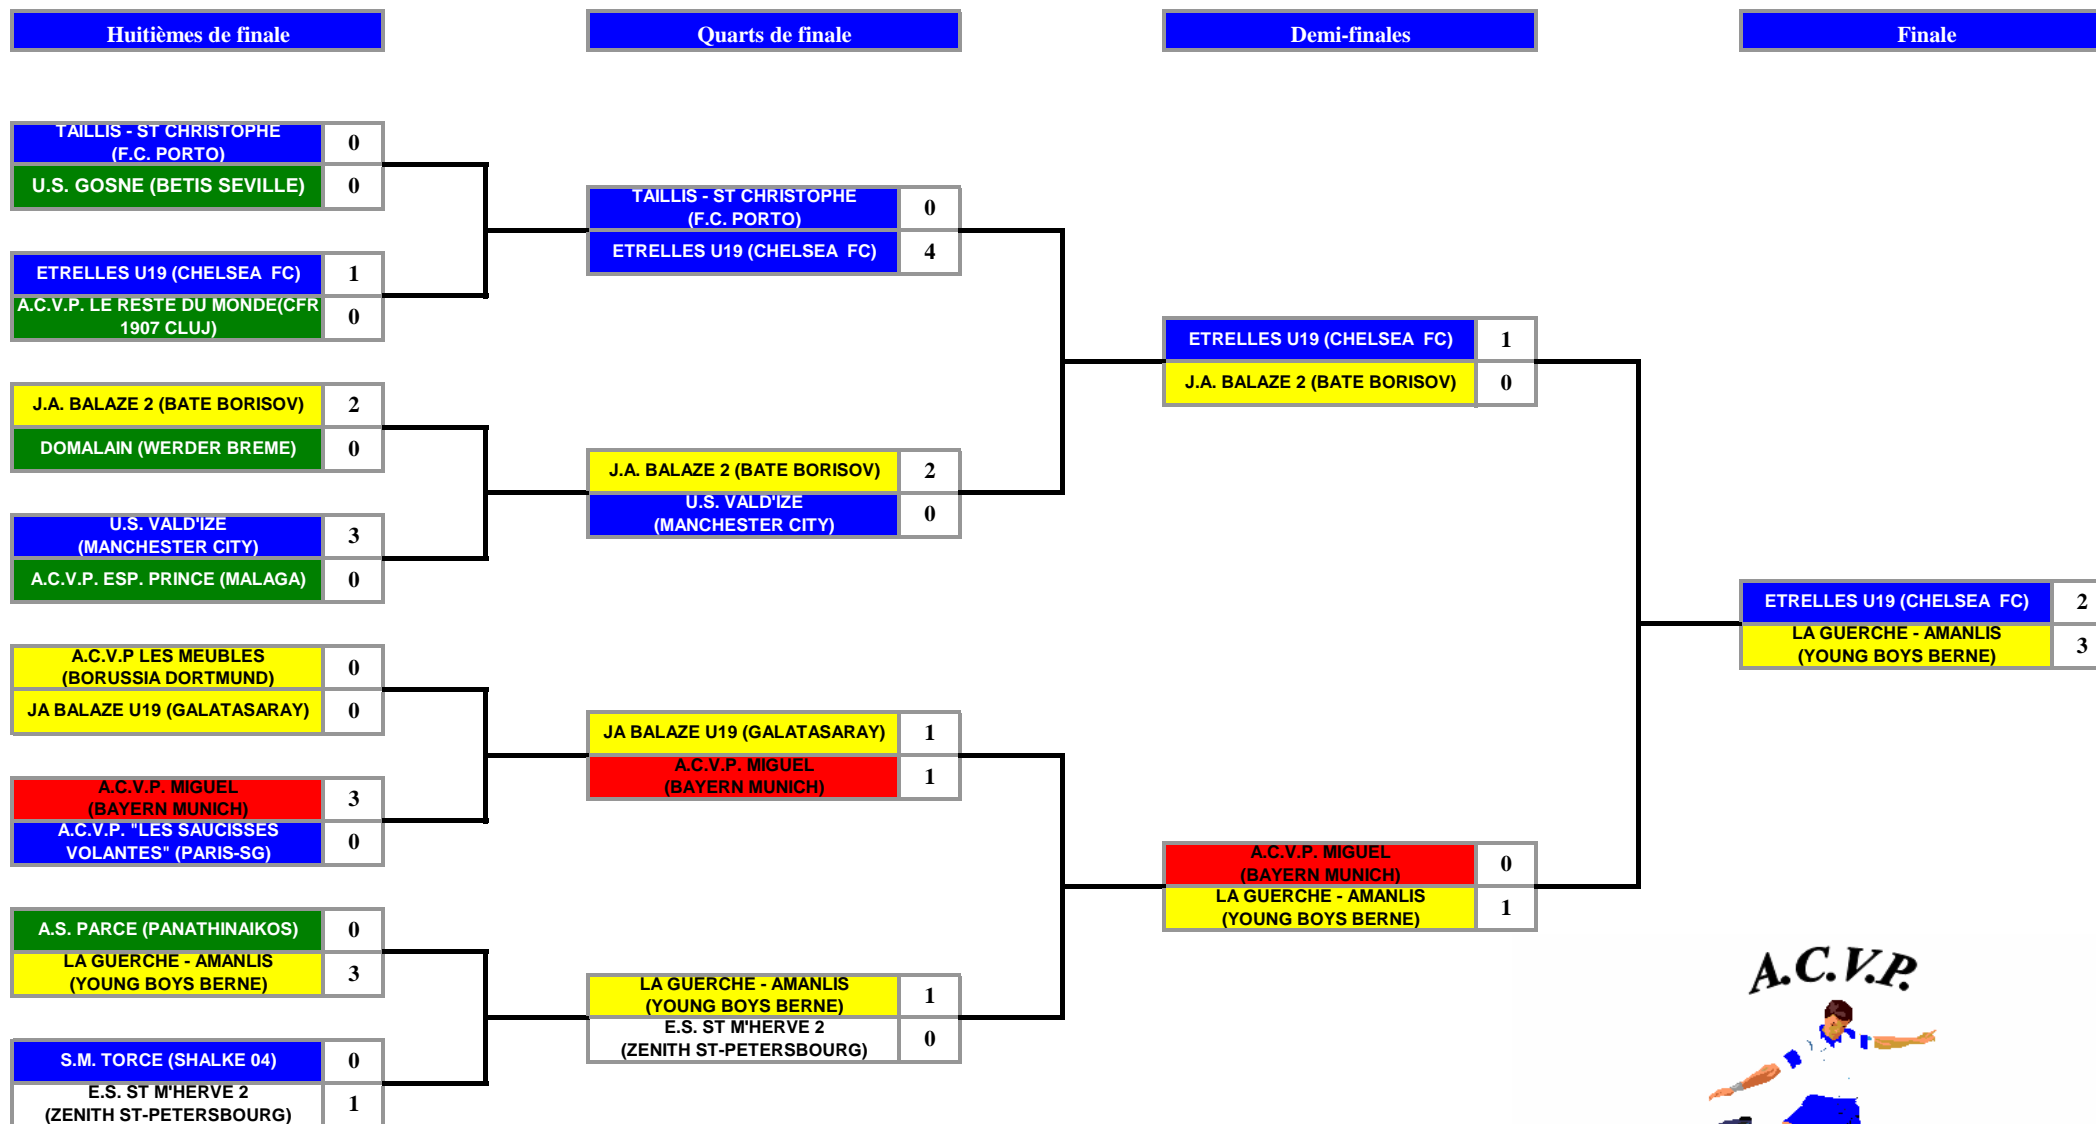 Huitièmes de finale
Quarts de finale
Demi-finales
Finale
TAILLIS - ST CHRISTOPHE
(F.C. PORTO)
0
U.S. GOSNE (BETIS SEVILLE)
0
ETRELLES U19 (CHELSEA  FC)
1
A.C.V.P. LE RESTE DU MONDE(CFR
1907 CLUJ)
0
J.A. BALAZE 2 (BATE BORISOV)
2
DOMALAIN (WERDER BREME)
0
U.S. VALD'IZE
(MANCHESTER CITY)
3
A.C.V.P. ESP. PRINCE (MALAGA)
0
A.C.V.P LES MEUBLES
(BORUSSIA DORTMUND)
0
JA BALAZE U19 (GALATASARAY)
0
A.C.V.P. MIGUEL
(BAYERN MUNICH)
3
A.C.V.P. "LES SAUCISSES
VOLANTES" (PARIS-SG)
0
A.S. PARCE (PANATHINAIKOS)
0
LA GUERCHE - AMANLIS
(YOUNG BOYS BERNE)
3
S.M. TORCE (SHALKE 04)
0
E.S. ST M'HERVE 2
(ZENITH ST-PETERSBOURG)
1
TAILLIS - ST CHRISTOPHE
(F.C. PORTO)
0
ETRELLES U19 (CHELSEA  FC)
4
J.A. BALAZE 2 (BATE BORISOV)
2
U.S. VALD'IZE
(MANCHESTER CITY)
0
JA BALAZE U19 (GALATASARAY)
1
A.C.V.P. MIGUEL
(BAYERN MUNICH)
1
LA GUERCHE - AMANLIS
(YOUNG BOYS BERNE)
1
E.S. ST M'HERVE 2
(ZENITH ST-PETERSBOURG)
0
ETRELLES U19 (CHELSEA  FC)
1
J.A. BALAZE 2 (BATE BORISOV)
0
A.C.V.P. MIGUEL
(BAYERN MUNICH)
0
LA GUERCHE - AMANLIS
(YOUNG BOYS BERNE)
1
ETRELLES U19 (CHELSEA  FC)
2
LA GUERCHE - AMANLIS
(YOUNG BOYS BERNE)
3
A.C.V.P.